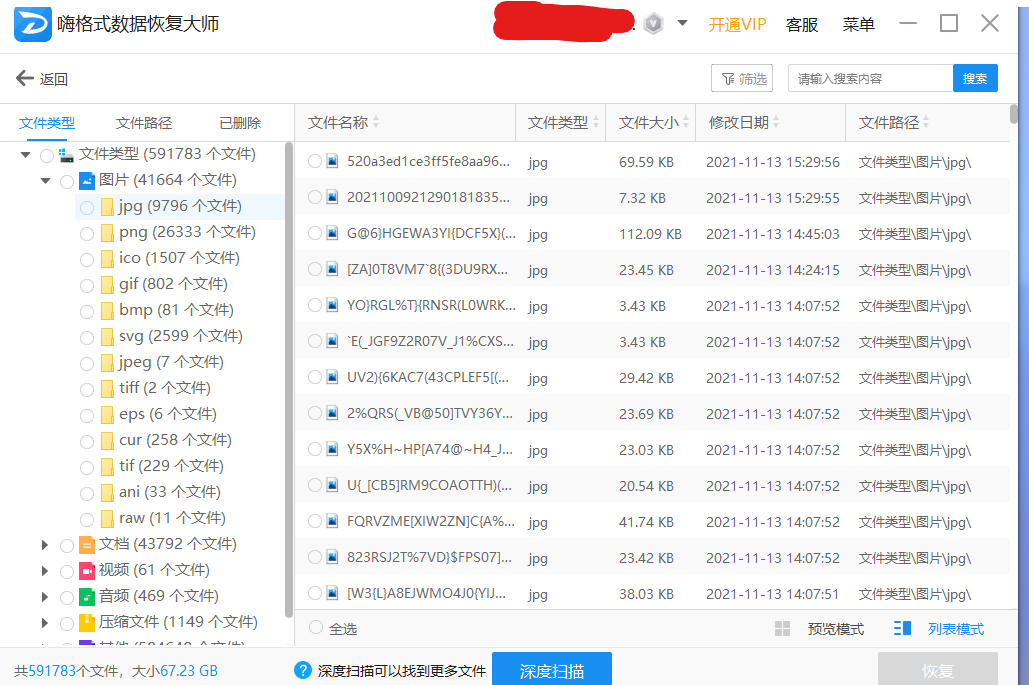 嗨格式数据恢复大师 开通VIP 客服 菜单
返回 筛选 请输入搜索内容 搜索
文件类型 文件路径 已删除
文件类型 (591783 个文件)
图片 (41664 个文件)
jpg (9796 个文件)
png (26333 个文件)
ico (1507 个文件)
gif (802 个文件)
bmp (81 个文件)
svg (2599 个文件)
jpeg (7 个文件)
tiff (2 个文件)
eps (6 个文件)
cur (258 个文件)
tif (229 个文件)
ani (33 个文件)
raw (11 个文件)
文档 (43792 个文件)
视频 (61 个文件)
音频 (469 个文件)
压缩文件 (1149 个文件)
文件名称 文件类型 文件大小 修改日期 文件路径
520a3ed1ce3ff5fe8aa96... jpg 69.59 KB 2021-11-13 15:29:56 文件类型\图片\jpg\
20211009212901818​35... jpg 7.32 KB 2021-11-13 15:29:55 文件类型\图片\jpg\
G@6}HGEWA3YI{DCF5X}(... jpg 112.09 KB 2021-11-13 14:45:03 文件类型\图片\jpg\
[ZA]0T8VM7`8{(3DU9RX... jpg 23.45 KB 2021-11-13 14:24:15 文件类型\图片\jpg\
YO}RGL%T}{RNSR(L0WRK... jpg 3.43 KB 2021-11-13 14:07:52 文件类型\图片\jpg\
`E(_JGF9Z2R07V_J1%CXS... jpg 3.43 KB 2021-11-13 14:07:52 文件类型\图片\jpg\
UV2){6KAC7(43CPLEF5[(... jpg 29.42 KB 2021-11-13 14:07:52 文件类型\图片\jpg\
2%QRS(_VB@50]TVY36Y... jpg 23.69 KB 2021-11-13 14:07:52 文件类型\图片\jpg\
Y5X%H~HP[A74@~H4_J... jpg 23.03 KB 2021-11-13 14:07:52 文件类型\图片\jpg\
U{_[CB5]RM9COAOTTH)(... jpg 20.54 KB 2021-11-13 14:07:52 文件类型\图片\jpg\
FQRVZME[XIW2ZN]C{A%... jpg 41.74 KB 2021-11-13 14:07:52 文件类型\图片\jpg\
823RSJ2T%7VD}$FPS07]... jpg 23.42 KB 2021-11-13 14:07:52 文件类型\图片\jpg\
[W3{L}A8EJWMO4J0{YIJ... jpg 38.03 KB 2021-11-13 14:07:51 文件类型\图片\jpg\
全选 预览模式 列表模式
共591783个文件，大小67.23 GB ? 深度扫描可以找到更多文件 深度扫描 恢复